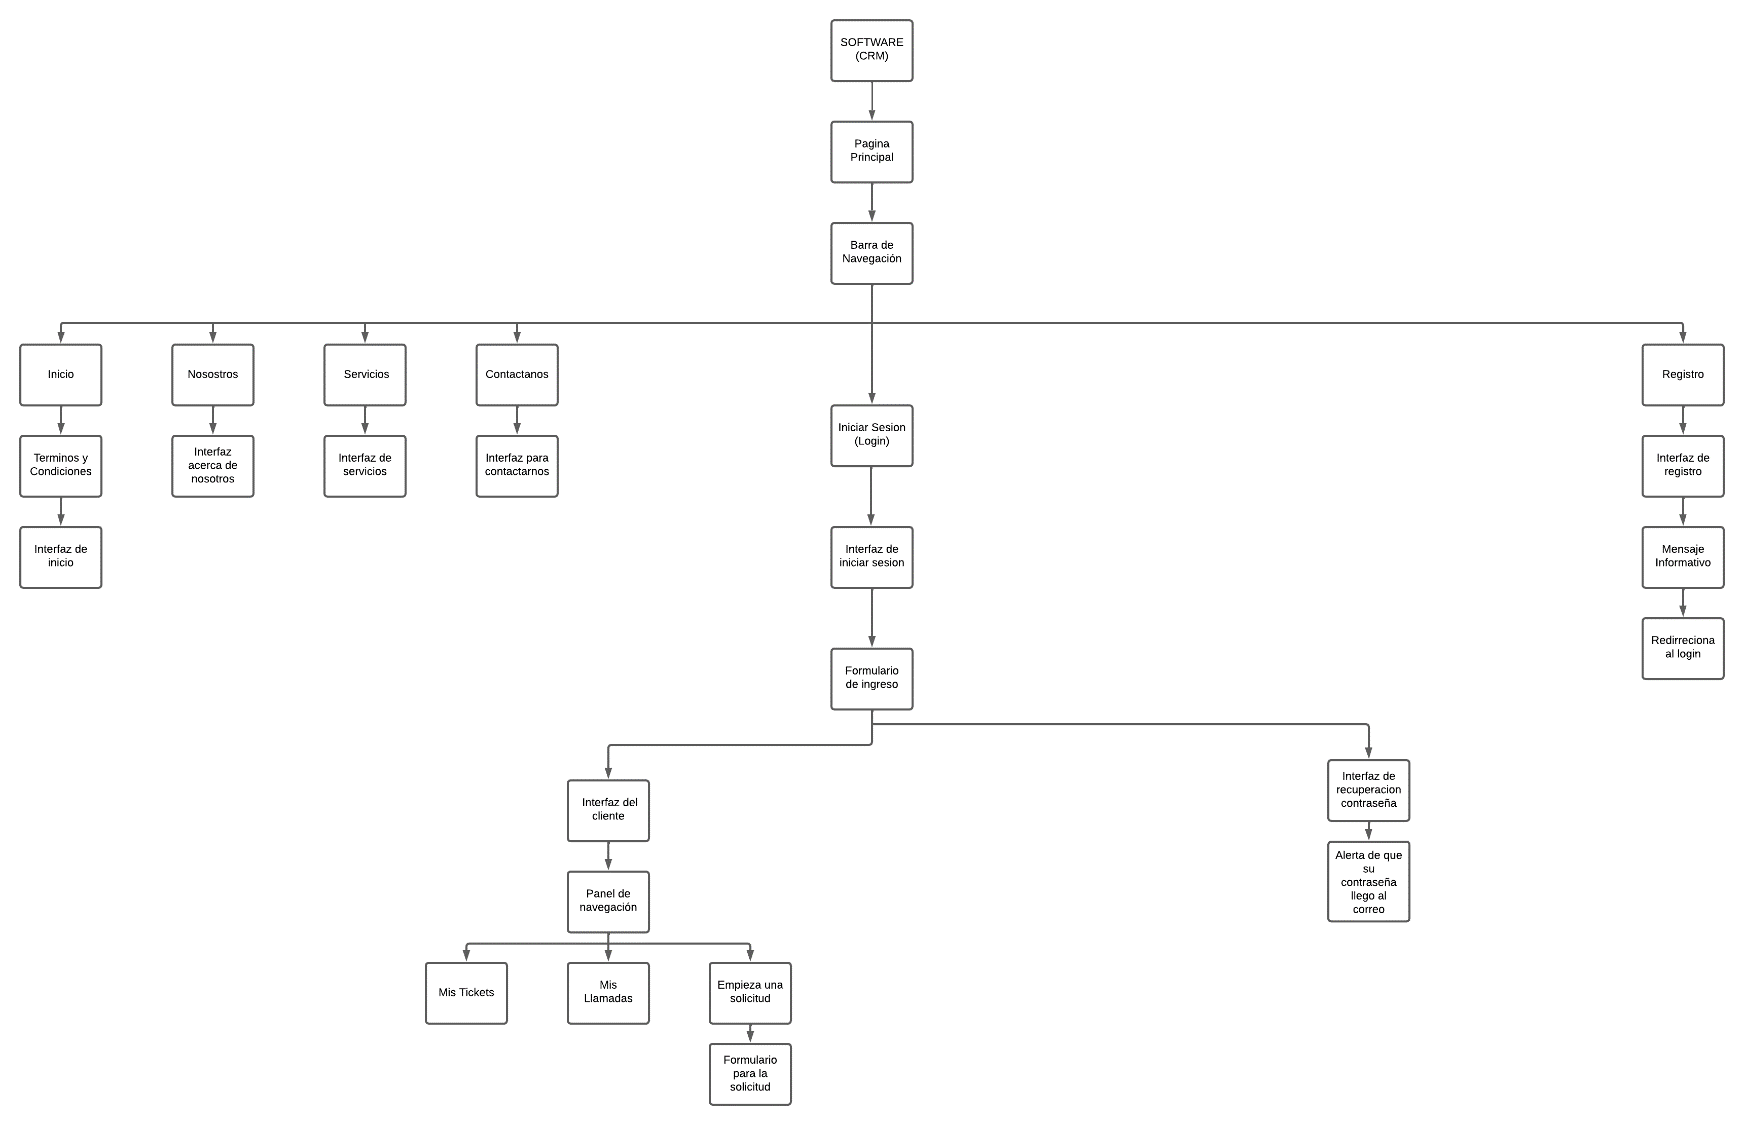 SOFTWARE
(CRM)
Pagina
Principal
Barra de
Navegación
Inicio
Nosostros
Servicios
Contactanos
Registro
Iniciar Sesion
(Login)
Terminos y
Condiciones
Interfaz
acerca de
nosotros
Interfaz de
servicios
Interfaz para
contactarnos
Interfaz de
registro
Interfaz de
inicio
Interfaz de
iniciar sesion
Mensaje
Informativo
Redirreciona
al login
Formulario
de ingreso
Interfaz del
cliente
Interfaz de
recuperacion
contraseña
Panel de
navegación
Alerta de que
su
contraseña
llego al
correo
Mis Tickets
Mis
Llamadas
Empieza una
solicitud
Formulario
para la
solicitud